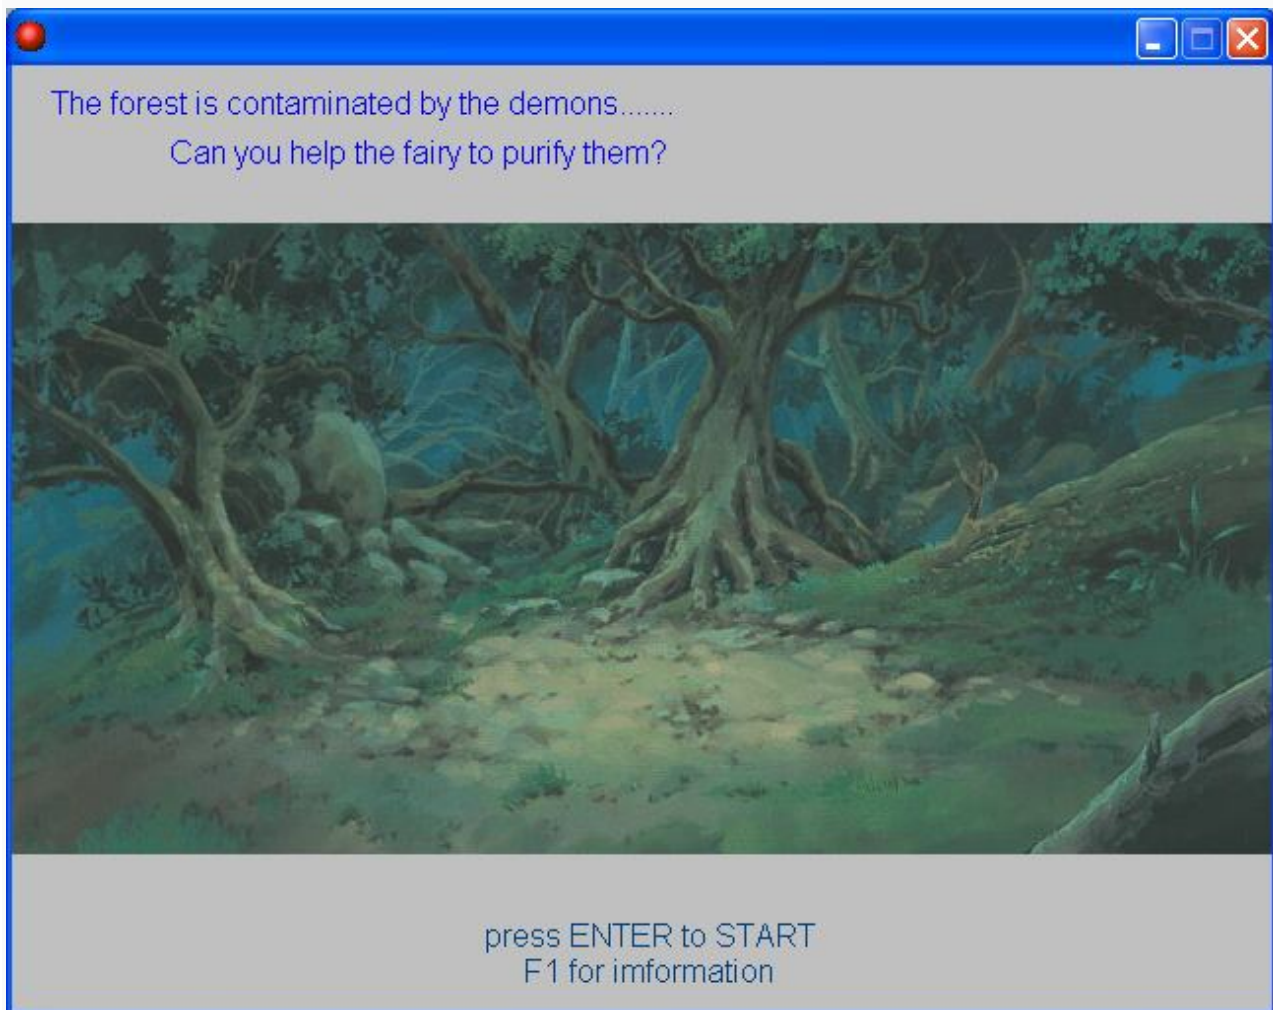 The forest is contaminated by the demons.......
Can you help the fairy to purify them?
press ENTER to START
F1 for imformation